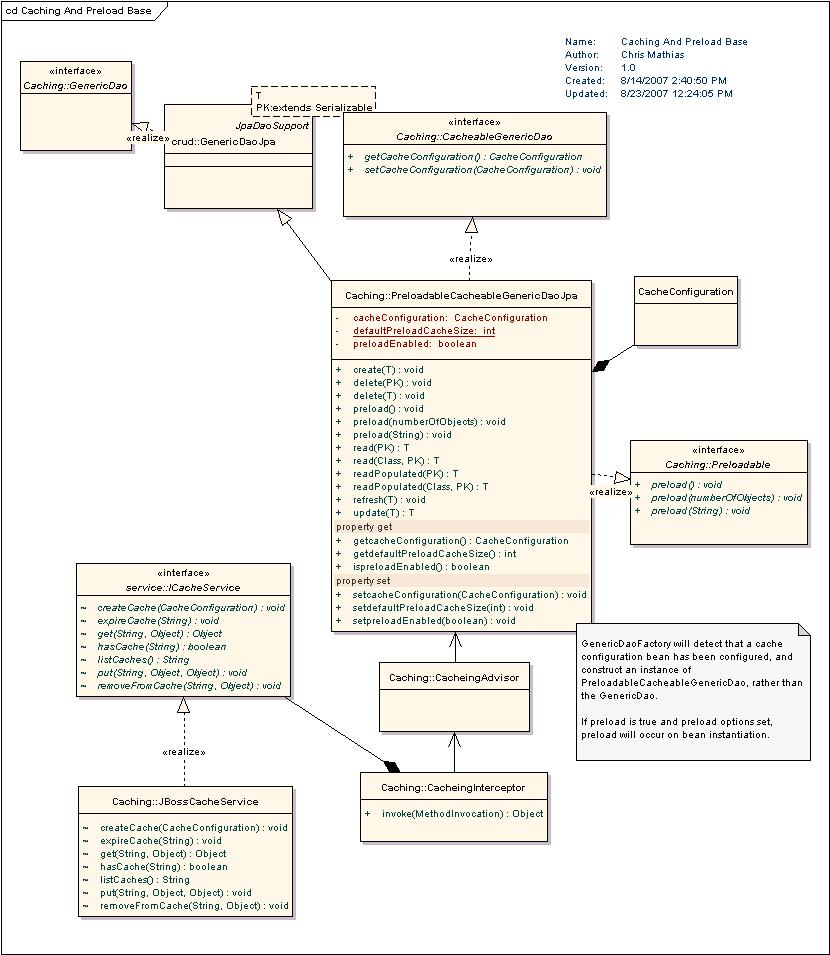 cd Caching And Preload Base
Name: Caching And Preload Base
Author: Chris Mathias
Version: 1.0
Created: 8/14/2007 2:40:50 PM
Updated: 8/23/2007 12:24:05 PM
«interface»
Caching::GenericDao
«realize»
T
PK:extends Serializable
JpaDaoSupport
crud::GenericDaoJpa
«interface»
Caching::CacheableGenericDao
+ getCacheConfiguration() : CacheConfiguration
+ setCacheConfiguration(CacheConfiguration) : void
«realize»
Caching::PreloadableCacheableGenericDaoJpa
- cacheConfiguration: CacheConfiguration
- defaultPreloadCacheSize: int
- preloadEnabled: boolean
+ create(T) : void
+ delete(PK) : void
+ delete(T) : void
+ preload() : void
+ preload(numberOfObjects) : void
+ preload(String) : void
+ read(PK) : T
+ read(Class, PK) : T
+ readPopulated(PK) : T
+ readPopulated(Class, PK) : T
+ refresh(T) : void
+ update(T) : T
property get
+ getcacheConfiguration() : CacheConfiguration
+ getdefaultPreloadCacheSize() : int
+ ispreloadEnabled() : boolean
property set
+ setcacheConfiguration(CacheConfiguration) : void
+ setdefaultPreloadCacheSize(int) : void
+ setpreloadEnabled(boolean) : void
CacheConfiguration
«realize»
«interface»
Caching::Preloadable
+ preload() : void
+ preload(numberOfObjects) : void
+ preload(String) : void
«interface»
service::ICacheService
~ createCache(CacheConfiguration) : void
~ expireCache(String) : void
~ get(String, Object) : Object
~ hasCache(String) : boolean
~ listCaches() : String
~ put(String, Object, Object) : void
~ removeFromCache(String, Object) : void
GenericDaoFactory will detect that a cache
configuration bean has been configured, and
construct an instance of
PreloadableCacheableGenericDao, rather than
the GenericDao.
If preload is true and preload options set,
preload will occur on bean instantiation.
Caching::CacheingAdvisor
«realize»
Caching::CacheingInterceptor
+ invoke(MethodInvocation) : Object
Caching::JBossCacheService
~ createCache(CacheConfiguration) : void
~ expireCache(String) : void
~ get(String, Object) : Object
~ hasCache(String) : boolean
~ listCaches() : String
~ put(String, Object, Object) : void
~ removeFromCache(String, Object) : void